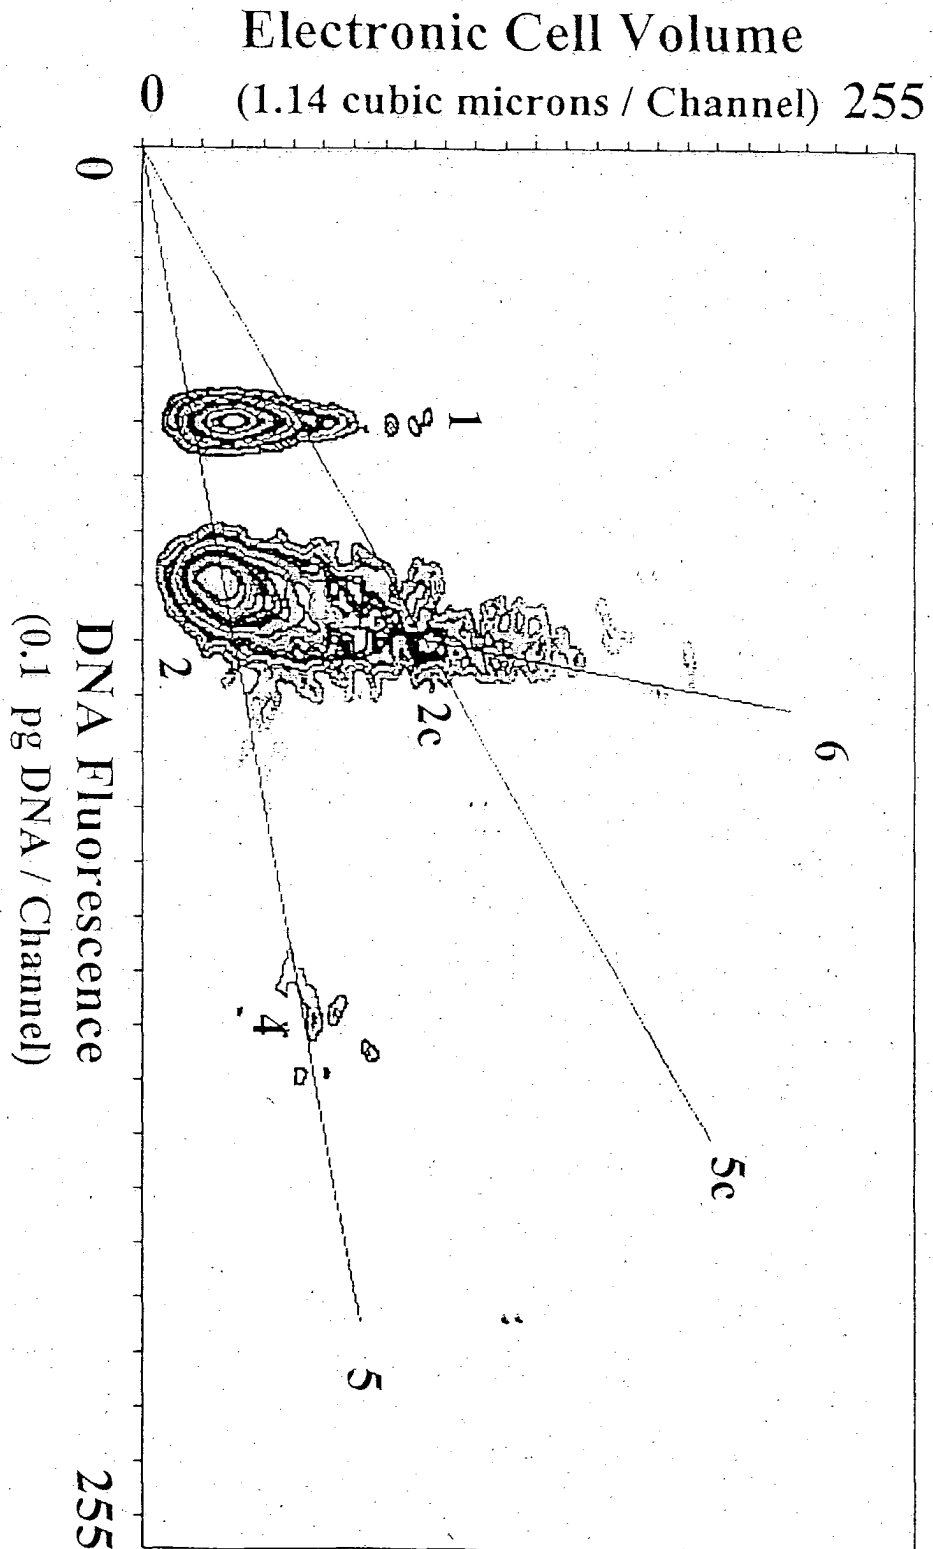 Electronic Cell Volume
(1.14 cubic microns / Channel)
0
255
0
1
2
2c
6
4
5c
5
255
DNA Fluorescence
(0.1 pg DNA / Channel)